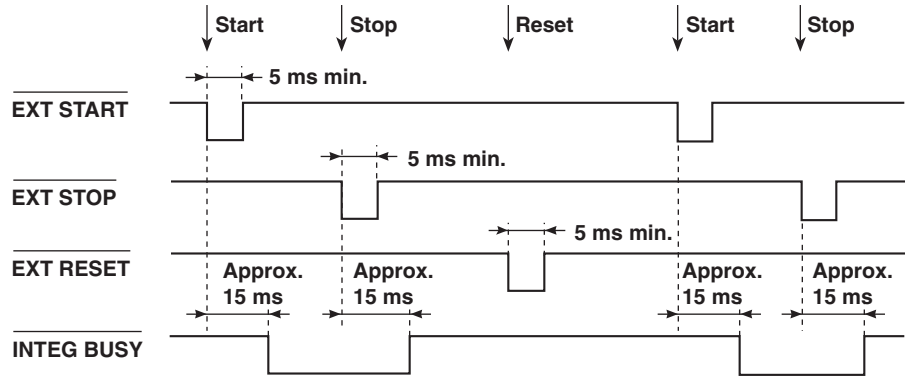 Start Stop Reset Start Stop
5 ms min.
EXT START
5 ms min.
EXT STOP
5 ms min.
EXT RESET
Approx. 15 ms
Approx. 15 ms
Approx. 15 ms
Approx. 15 ms
INTEG BUSY